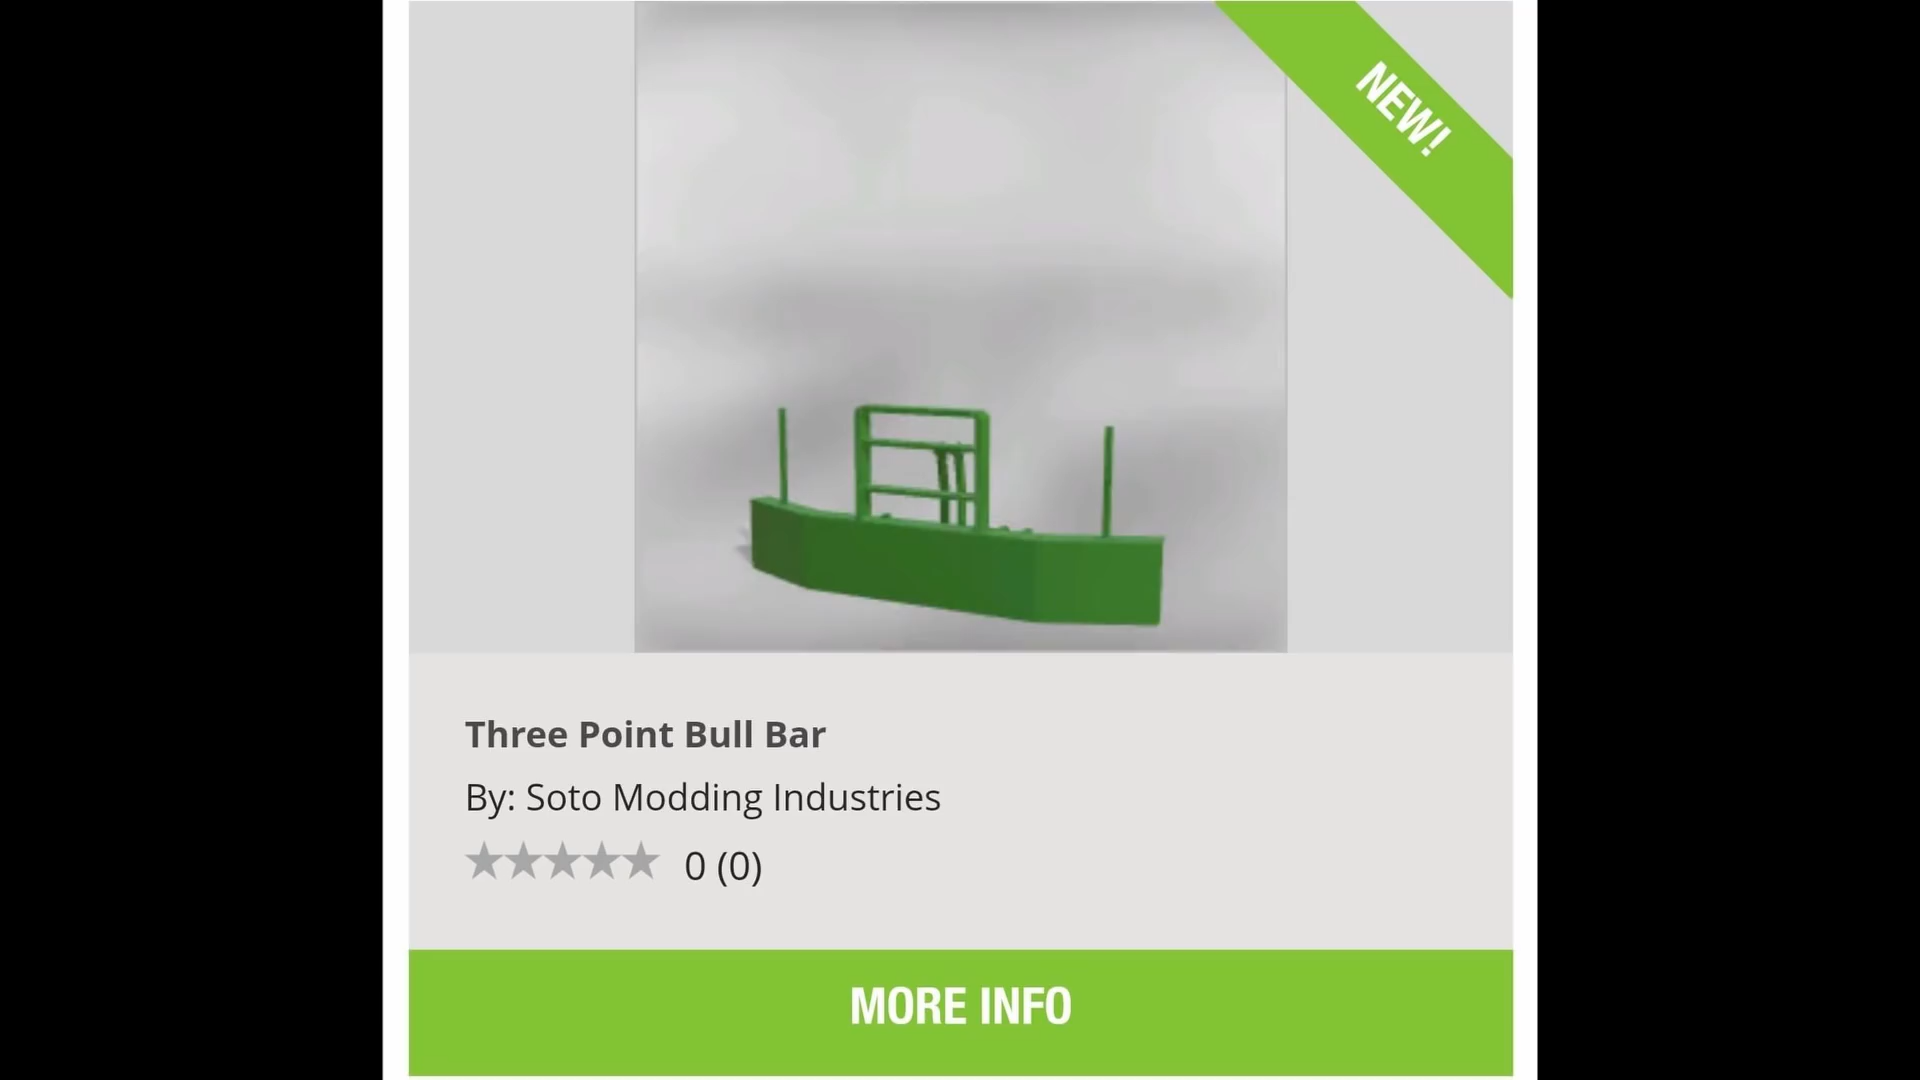 NEW!
Three Point Bull Bar
By: Soto Modding Industries
0 (0)
MORE INFO